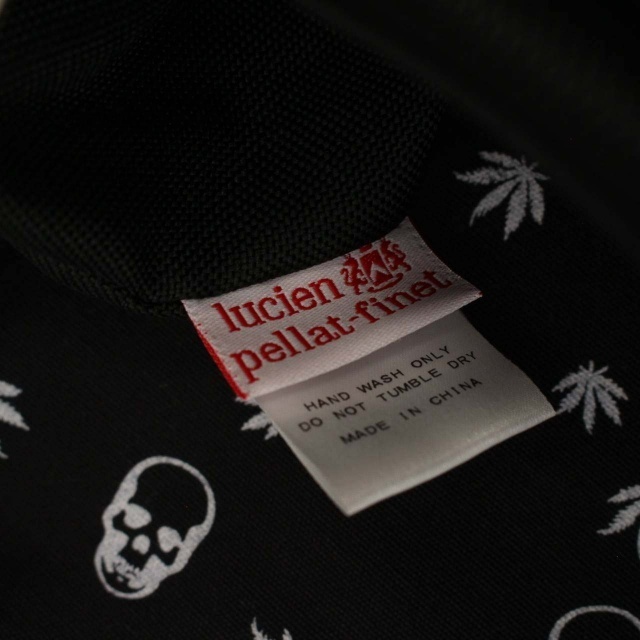 lucien
pellat-finet
HAND WASH ONLY
DO NOT TUMBLE DRY
MADE IN CHINA